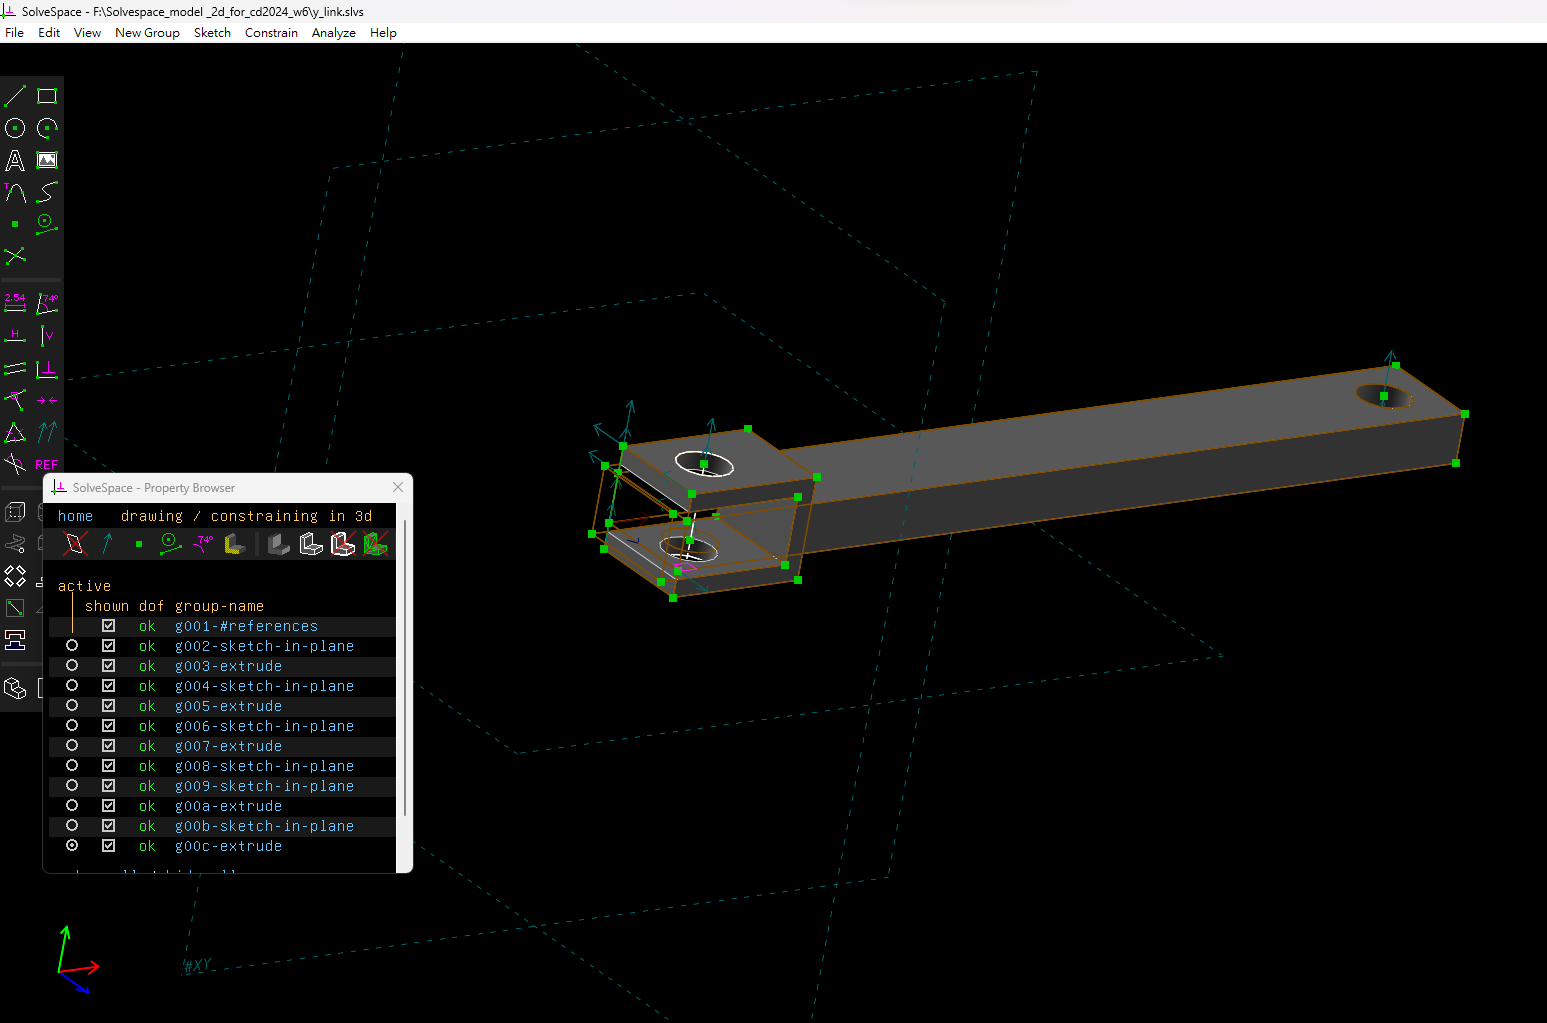 SolveSpace - F:\Solvespace_model _2d_for_cd2024_w6\y_link.slvs
File Edit View New Group Sketch Constrain Analyze Help
A
T
2.54 74º
H V
REF
SolveSpace - Property Browser
home drawing / constraining in 3d
74º
active
shown dof group-name
ok g001-#references
ok g002-sketch-in-plane
ok g003-extrude
ok g004-sketch-in-plane
ok g005-extrude
ok g006-sketch-in-plane
ok g007-extrude
ok g008-sketch-in-plane
ok g009-sketch-in-plane
ok g00a-extrude
ok g00b-sketch-in-plane
ok g00c-extrude
#XY